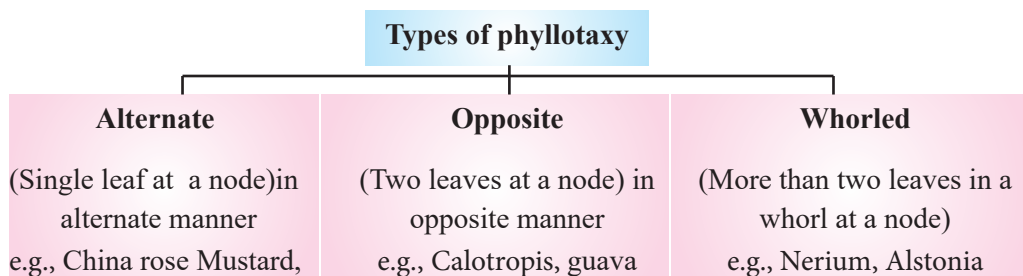 Types of phyllotaxy
Alternate
(Single leaf at a node)in
alternate manner
e.g., China rose Mustard,
Opposite
(Two leaves at a node) in
opposite manner
e.g., Calotropis, guava
Whorled
(More than two leaves in a
whorl at a node)
e.g., Nerium, Alstonia